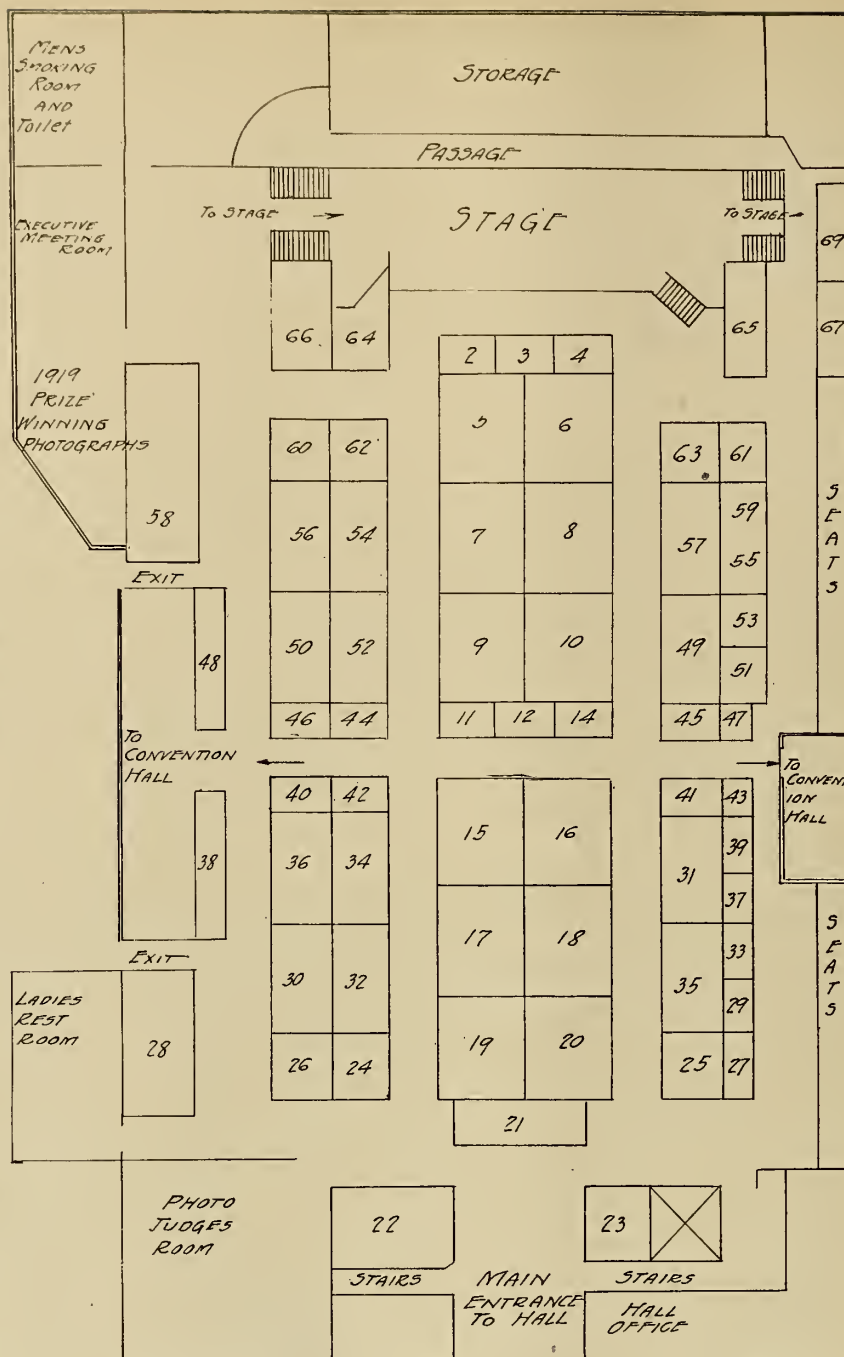 MENS
SMOKING
ROOM
AND
Toilet
STORAGE
PASSAGE
EXECUTIVE
MEETING
ROOM
TO STAGE
STAGE
TO STAGE
69
67
66
64
65
2 3 4
1919
PRIZE
WINNING
PHOTOGRAPHS
58
5 6
60 62
63 61
56 54
7 8
57
59
55
SEATS
EXIT
48
50 52
9 10
49
53
51
46 44
11 12 14
45 47
TO
CONVENTION
HALL
TO
CONVENT
ION
HALL
40 42
41 43
38
36 34
15 16
31
39
37
EXIT
30 32
17 18
35
33
29
SEATS
LADIES
REST
ROOM
28
26 24
19 20
25 27
21
PHOTO
JUDGES
ROOM
22
23
STAIRS
MAIN
ENTRANCE
TO HALL
STAIRS
HALL
OFFICE